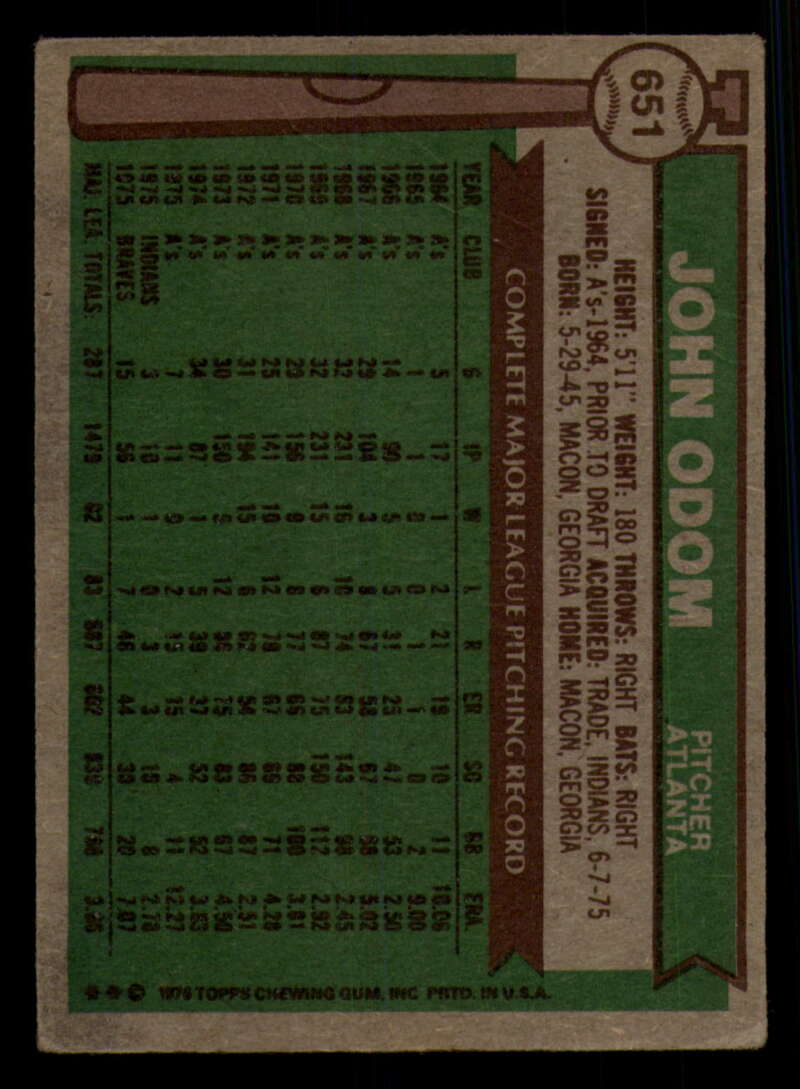 651
JOHN ODOM
PITCHER
ATLANTA
HEIGHT: 5'11" WEIGHT: 180 THROWS: RIGHT BATS: RIGHT
SIGNED: A's-1964, PRIOR TO DRAFT ACQUIRED: TRADE, INDIANS, 6-7-75
BORN: 5-29-45, MACON, GEORGIA HOME: MACON, GEORGIA
COMPLETE MAJOR LEAGUE PITCHING RECORD
YEAR CLUB G IP W L R ER SO BB ERA
1964 A's 5 17 1 2 21 19 10 11 10.06
1965 A's 1 1 0 0 1 1 0 2 9.00
1966 A's 14 90 5 5 31 25 47 53 2.50
1967 A's 29 104 3 8 67 58 67 68 5.02
1968 A's 32 231 16 10 74 63 143 98 2.45
1969 A's 32 231 15 6 87 75 150 112 2.92
1970 A's 29 156 9 8 77 66 88 100 3.81
1971 A's 25 141 10 12 78 67 69 71 4.28
1972 A's 31 194 15 6 62 54 86 87 2.51
1973 A's 30 150 5 12 86 75 83 67 4.50
1974 A's 34 87 1 5 39 37 52 52 3.83
1975 A's 7 11 0 2 15 15 4 11 12.27
1975 INDIANS 3 10 1 0 3 3 10 8 2.70
1975 BRAVES 15 56 1 7 46 44 30 20 7.07
MAJ. LEA. TOTALS: 287 1479 82 83 687 602 839 760
© 1976 TOPPS CHEWING GUM, INC. PRTD. IN U.S.A.